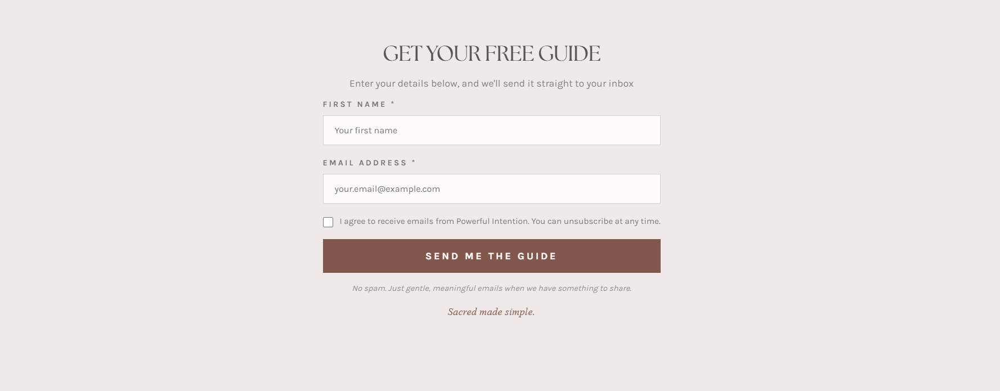 GET YOUR FREE GUIDE
Enter your details below, and we'll send it straight to your inbox
FIRST NAME *
Your first name
EMAIL ADDRESS *
your.email@example.com
I agree to receive emails from Powerful Intention. You can unsubscribe at any time.
SEND ME THE GUIDE
No spam. Just gentle, meaningful emails when we have something to share.
Sacred made simple.